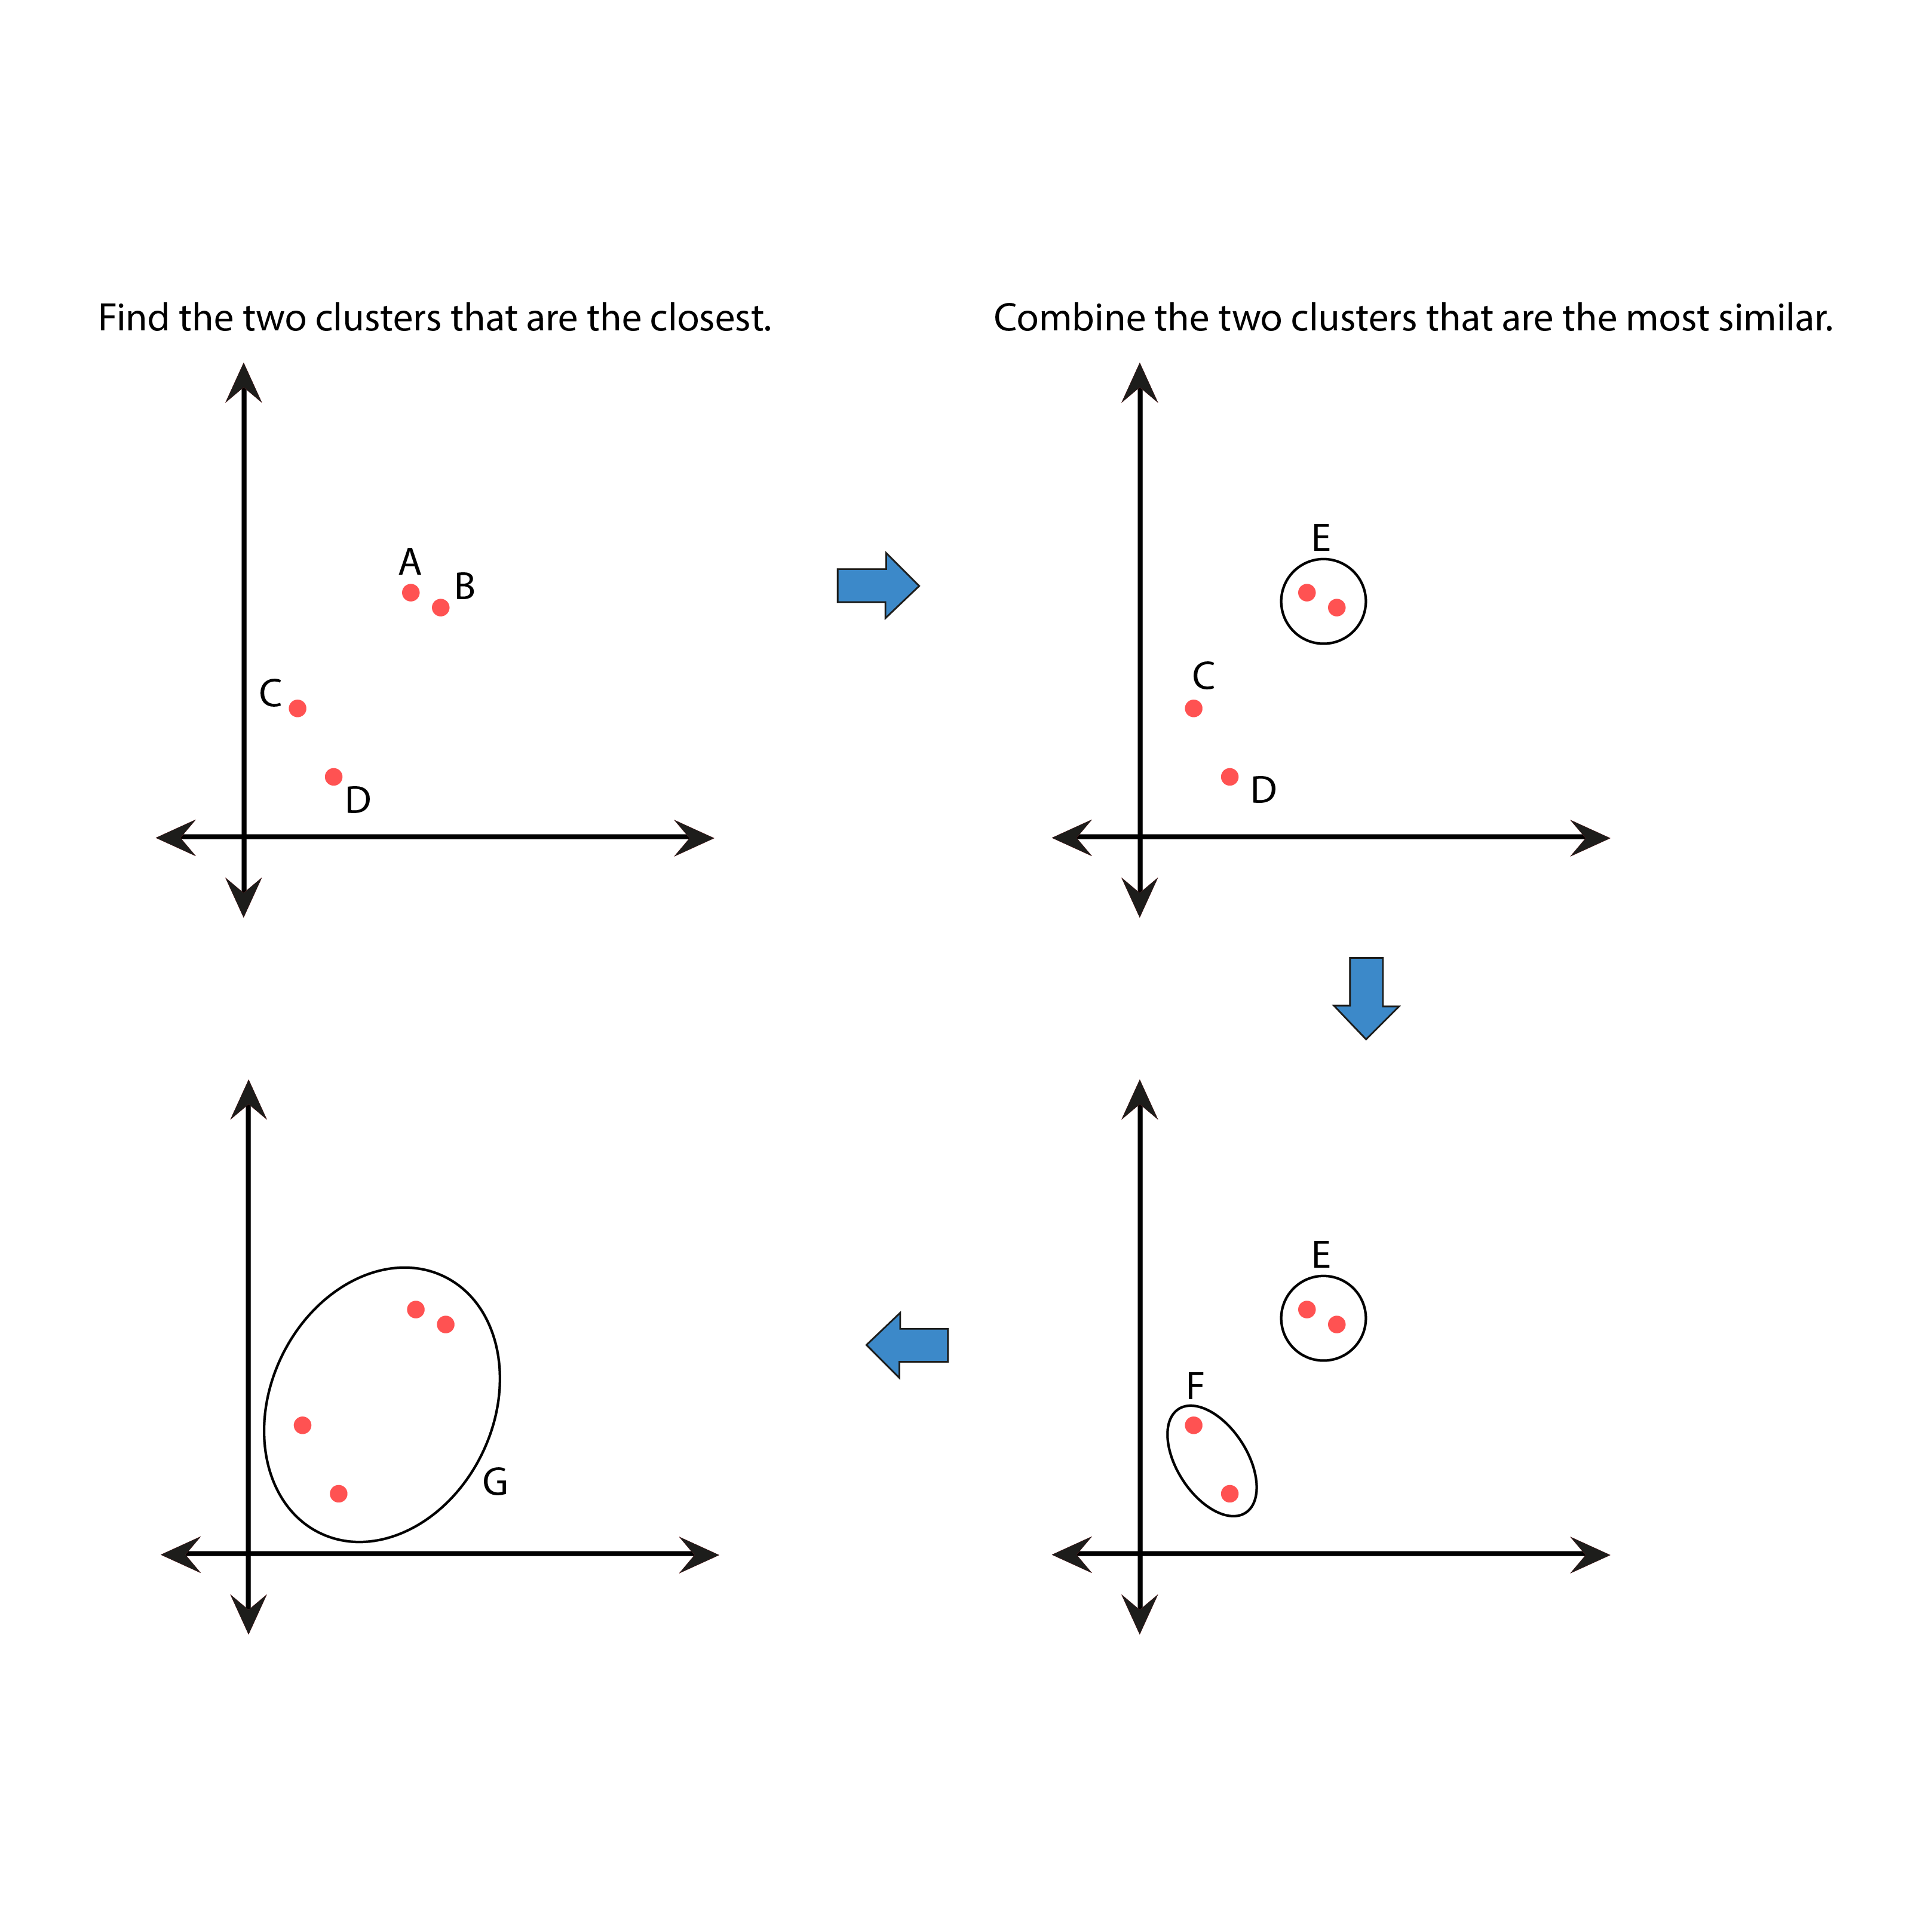 Find the two clusters that are the closest.
Combine the two clusters that are the most similar.
A
B
C
D
E
C
D
E
F
G